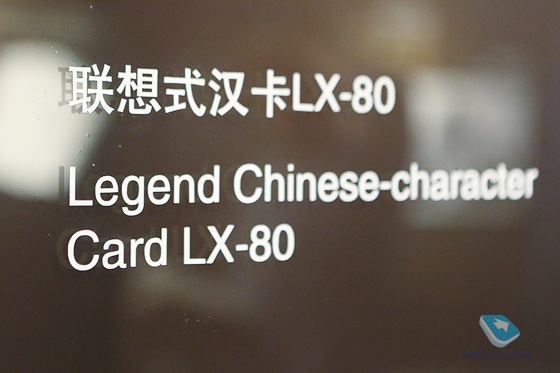 联想式汉卡LX-80
Legend Chinese-character
Card LX-80